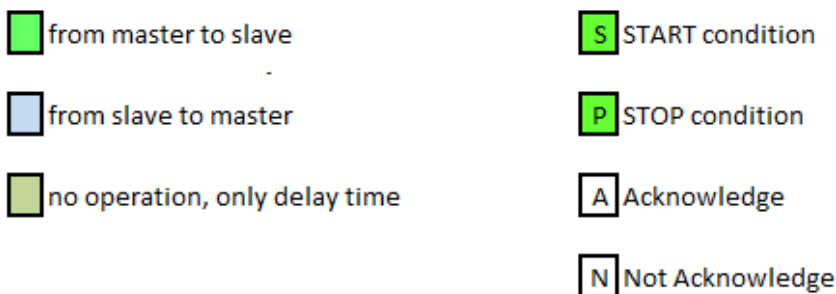 from master to slave
S START condition
from slave to master
P STOP condition
no operation, only delay time
A Acknowledge
N Not Acknowledge